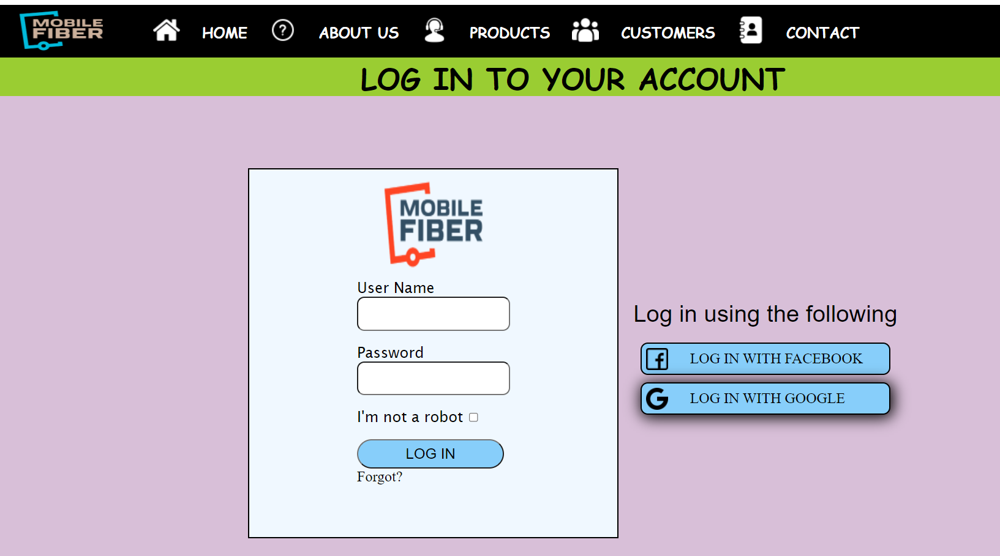 MOBILE
FIBER
HOME ABOUT US PRODUCTS CUSTOMERS CONTACT
LOG IN TO YOUR ACCOUNT
MOBILE
FIBER
User Name
Password
I'm not a robot
LOG IN
Forgot?
Log in using the following
LOG IN WITH FACEBOOK
LOG IN WITH GOOGLE